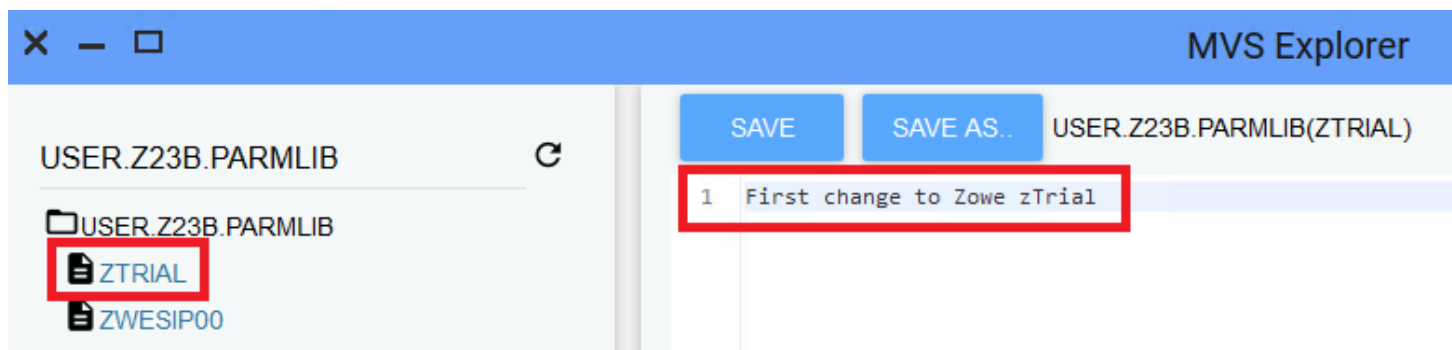 MVS Explorer
USER.Z23B.PARMLIB
USER.Z23B.PARMLIB
ZTRIAL
ZWESIP00
SAVE SAVE AS.. USER.Z23B.PARMLIB(ZTRIAL)
1 First change to Zowe zTrial